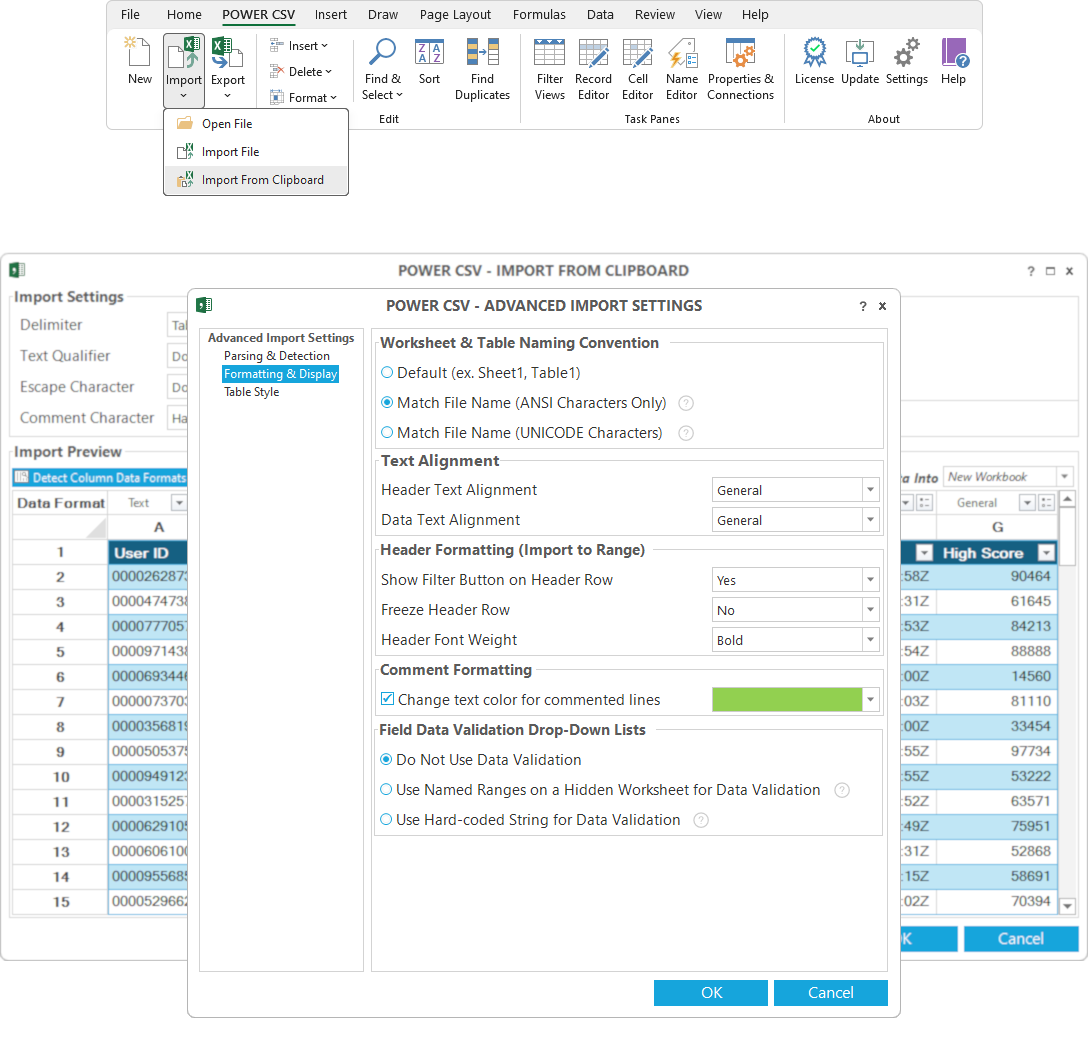 File Home POWER CSV Insert Draw Page Layout Formulas Data Review View Help
New Import Export Insert Delete Format Find & Select Sort Find Duplicates Filter Views Record Editor Cell Editor Name Editor Properties & Connections License Update Settings Help
Edit Task Panes About
Open File
Import File
Import From Clipboard
POWER CSV - IMPORT FROM CLIPBOARD ? x
Import Settings
Delimiter
Text Qualifier
Escape Character
Comment Character
Import Preview
Detect Column Data Formats
Into New Workbook
Data Format Text General
A G
1 User ID High Score
2 000026287 :58Z 90464
3 000047473 :31Z 61645
4 000077705 :53Z 84213
5 000097143 :54Z 88888
6 000069344 :00Z 14560
7 000007370 :03Z 81110
8 000035681 :00Z 33454
9 000050537 :55Z 97734
10 000094912 :55Z 53222
11 000031525 :52Z 63571
12 000062910 :49Z 75951
13 000060610 :31Z 52868
14 000095568 :15Z 58691
15 000052966 :02Z 70394
Cancel
POWER CSV - ADVANCED IMPORT SETTINGS ? x
Advanced Import Settings
Parsing & Detection
Formatting & Display
Table Style
Worksheet & Table Naming Convention
Default (ex. Sheet1, Table1)
Match File Name (ANSI Characters Only) ?
Match File Name (UNICODE Characters) ?
Text Alignment
Header Text Alignment General
Data Text Alignment General
Header Formatting (Import to Range)
Show Filter Button on Header Row Yes
Freeze Header Row No
Header Font Weight Bold
Comment Formatting
Change text color for commented lines
Field Data Validation Drop-Down Lists
Do Not Use Data Validation
Use Named Ranges on a Hidden Worksheet for Data Validation ?
Use Hard-coded String for Data Validation ?
OK Cancel